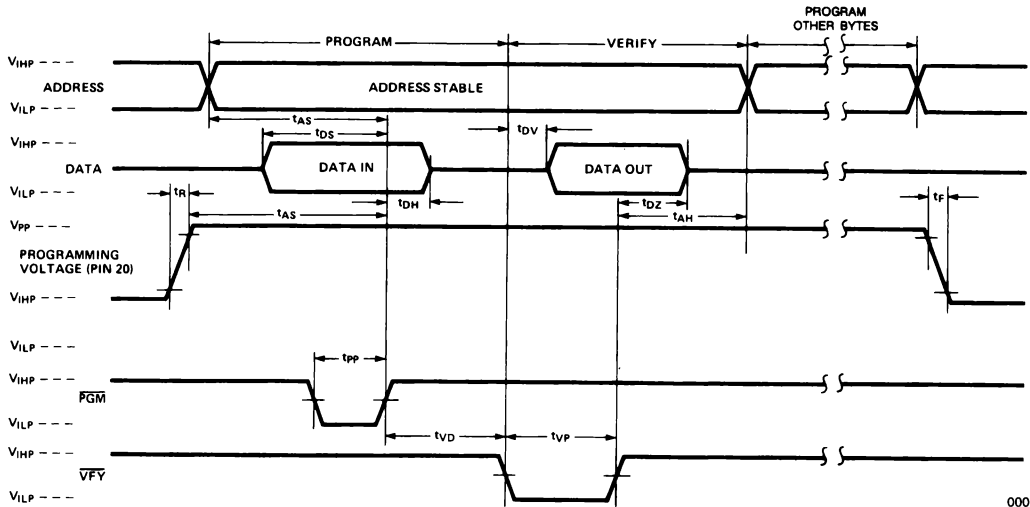 PROGRAM
OTHER BYTES
PROGRAM
VERIFY
VIHP
ADDRESS
ADDRESS STABLE
VILP
tAS
tDS
tDV
VIHP
DATA
DATA IN
DATA OUT
VILP
tR
tDH
tDZ
tF
tAS
tAH
VPP
PROGRAMMING
VOLTAGE (PIN 20)
VIHP
VILP
tPP
VIHP
PGM
VILP
tVD
tVP
VIHP
VFY
VILP
000